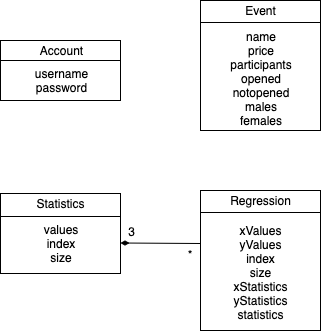 Account
username
password
Event
name
price
participants
opened
notopened
males
females
Statistics
values
index
size
3
*
Regression
xValues
yValues
index
size
xStatistics
yStatistics
statistics